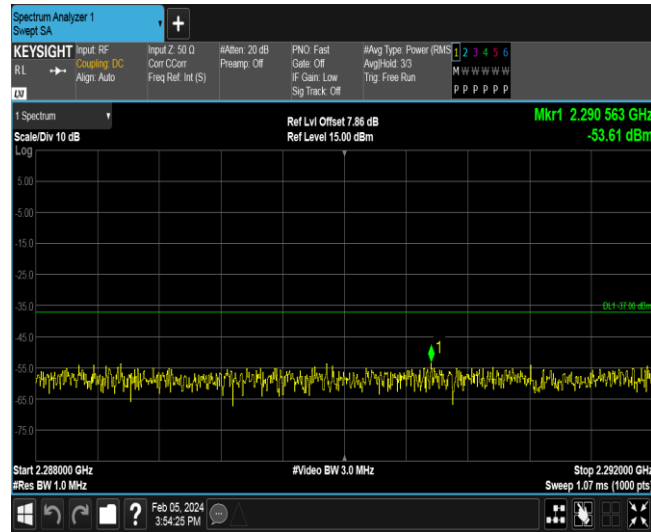 Spectrum Analyzer 1
Swept SA
+
KEYSIGHT
RL
LXI
Input: RF
Coupling: DC
Align: Auto
Input Z: 50 Ω
Corr CCorr
Freq Ref: Int (S)
#Atten: 20 dB
Preamp: Off
PNO: Fast
Gate: Off
IF Gain: Low
Sig Track: Off
#Avg Type: Power (RMS
Avg|Hold: 3/3
Trig: Free Run
1 2 3 4 5 6
M W W W W W
P P P P P P
1 Spectrum
Scale/Div 10 dB
Log
Ref Lvl Offset 7.86 dB
Ref Level 15.00 dBm
Mkr1 2.290 563 GHz
-53.61 dBm
5.00
-5.00
-15.0
-25.0
-35.0
DL1 -37.00 dBm
-45.0
1
-55.0
-65.0
-75.0
Start 2.288000 GHz
#Res BW 1.0 MHz
#Video BW 3.0 MHz
Stop 2.292000 GHz
Sweep 1.07 ms (1000 pts)
?
Feb 05, 2024
3:54:25 PM